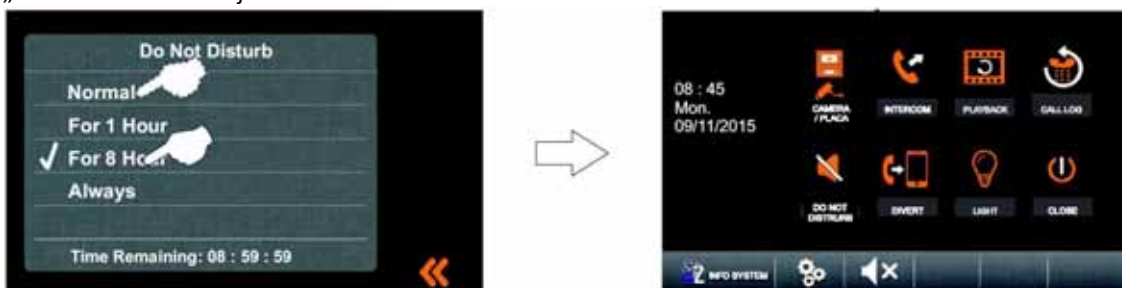 Do Not Disturb
Normal
For 1 Hour
For 8 Hour
Always
Time Remaining: 08 : 59 : 59
08 : 45
Mon.
09/11/2015
CAMERA
/ PLACA
INTERCOM
PLAYBACK
CALL LOG
DO NOT
DISTRURB
DIVERT
LIGHT
CLOSE
INFO SYSTEM